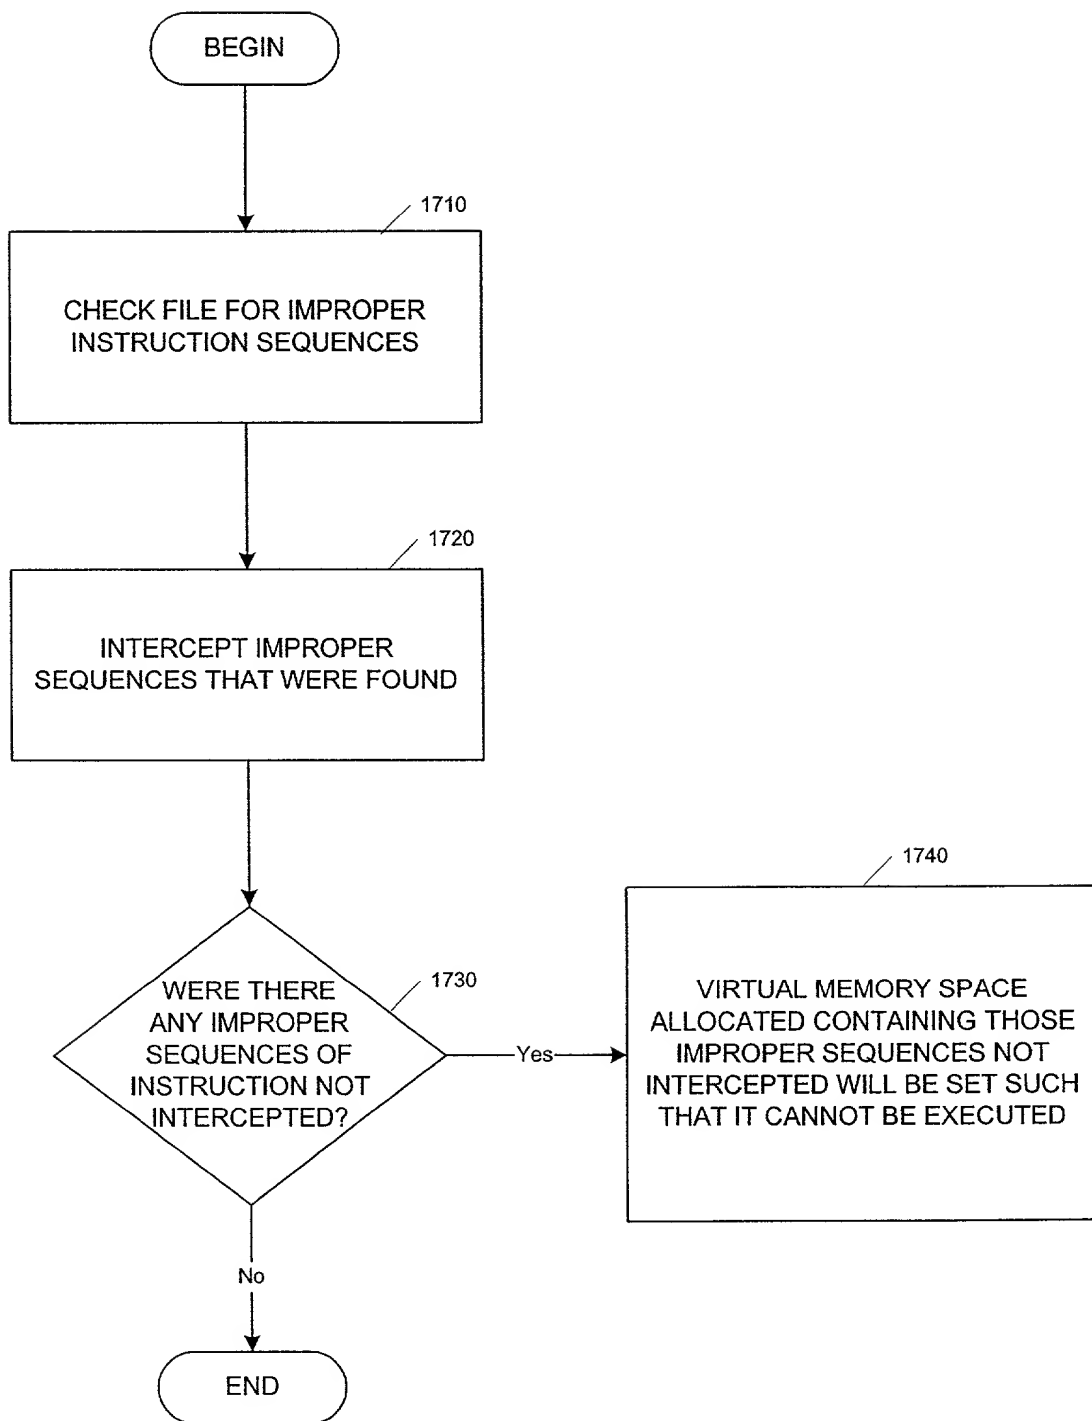 BEGIN
1710
CHECK FILE FOR IMPROPER
INSTRUCTION SEQUENCES
1720
INTERCEPT IMPROPER
SEQUENCES THAT WERE FOUND
1730
WERE THERE
ANY IMPROPER
SEQUENCES OF
INSTRUCTION NOT
INTERCEPTED?
Yes
1740
VIRTUAL MEMORY SPACE
ALLOCATED CONTAINING THOSE
IMPROPER SEQUENCES NOT
INTERCEPTED WILL BE SET SUCH
THAT IT CANNOT BE EXECUTED
No
END